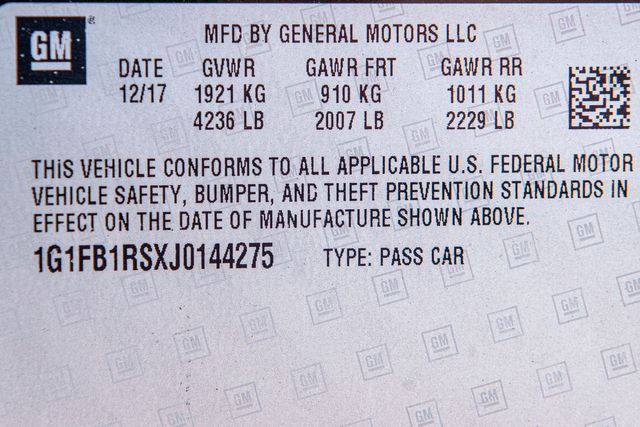 GM
MFD BY GENERAL MOTORS LLC
DATE GVWR GAWR FRT GAWR RR
12/17 1921 KG 910 KG 1011 KG
4236 LB 2007 LB 2229 LB
THIS VEHICLE CONFORMS TO ALL APPLICABLE U.S. FEDERAL MOTOR
VEHICLE SAFETY, BUMPER, AND THEFT PREVENTION STANDARDS IN
EFFECT ON THE DATE OF MANUFACTURE SHOWN ABOVE.
1G1FB1RSXJ0144275 TYPE: PASS CAR